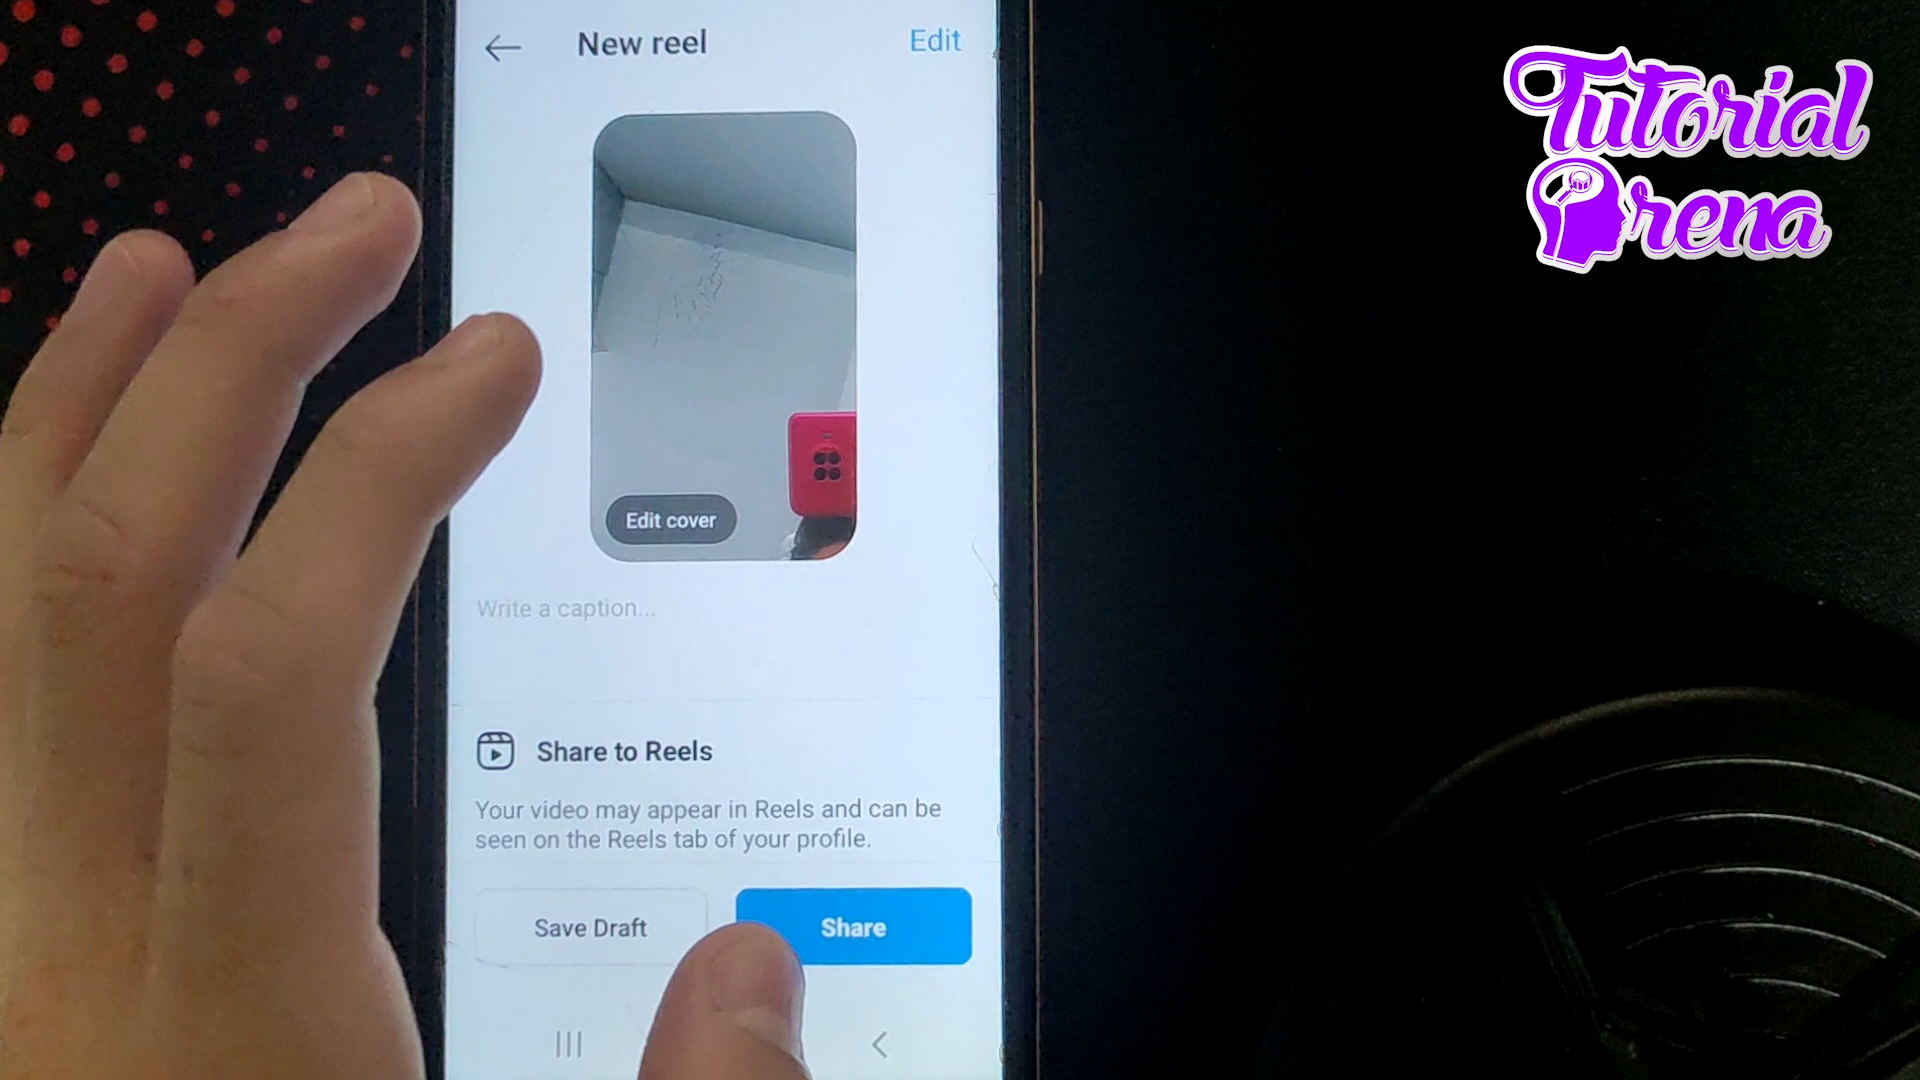 New reel
Edit
Edit cover
Write a caption...
Share to Reels
Your video may appear in Reels and can be
seen on the Reels tab of your profile.
Save Draft
Share
Tutorial
Arena